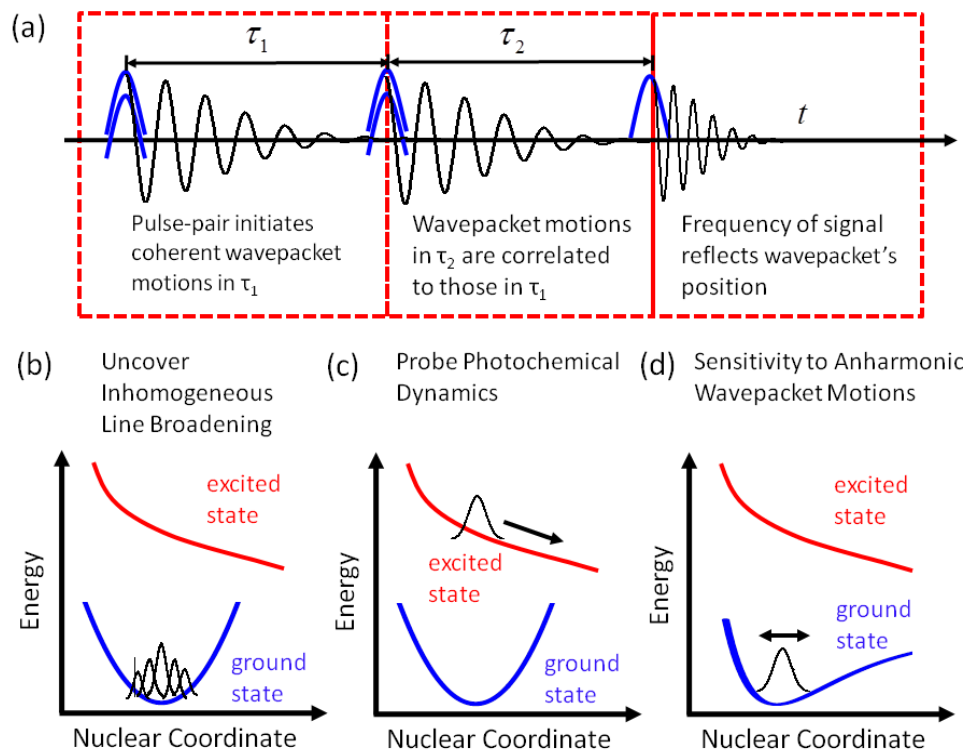 (a)
τ1
τ2
t
Pulse-pair initiates
coherent wavepacket
motions in τ1
Wavepacket motions
in τ2 are correlated
to those in τ1
Frequency of signal
reflects wavepacket’s
position
(b)
Uncover
Inhomogeneous
Line Broadening
Energy
excited
state
ground
state
Nuclear Coordinate
(c)
Probe Photochemical
Dynamics
Energy
excited
state
ground
state
Nuclear Coordinate
(d)
Sensitivity to Anharmonic
Wavepacket Motions
Energy
excited
state
ground
state
Nuclear Coordinate